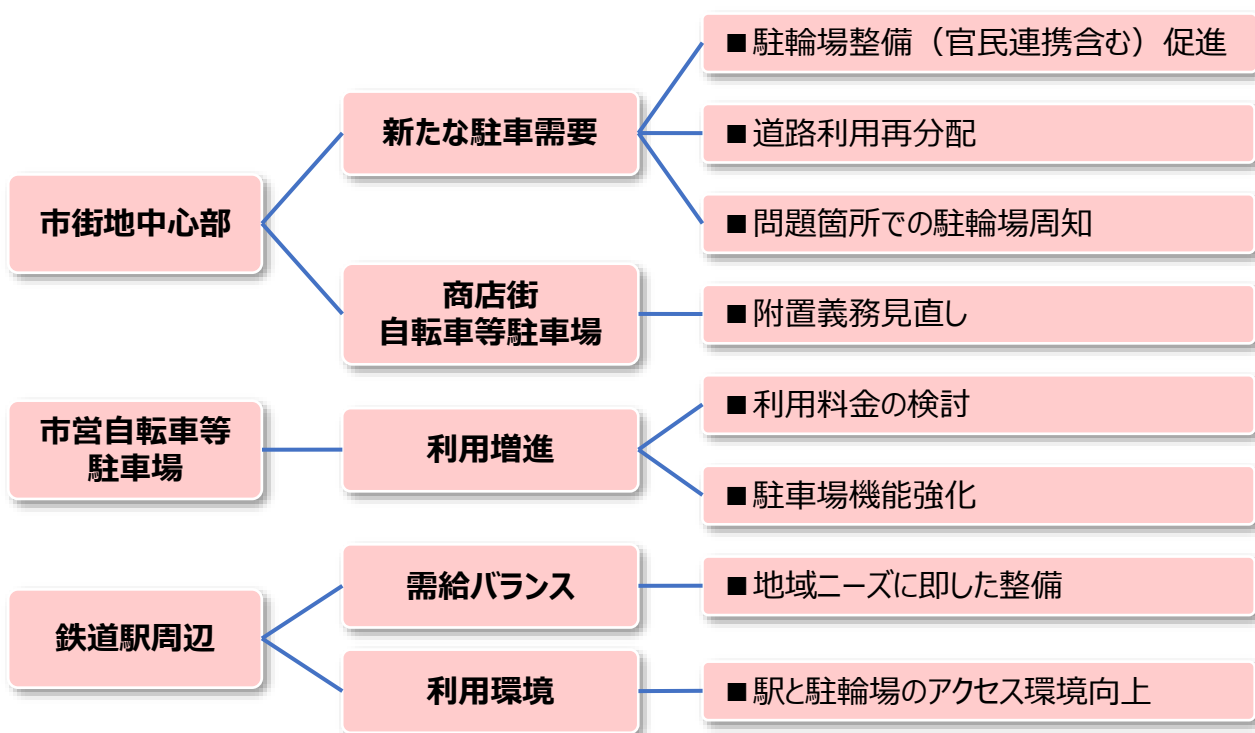 市街地中心部
新たな駐車需要
■駐輪場整備（官民連携含む）促進
■道路利用再分配
■問題箇所での駐輪場周知
商店街
自転車等駐車場
■附置義務見直し
市営自転車等
駐車場
利用増進
■利用料金の検討
■駐車場機能強化
鉄道駅周辺
需給バランス
■地域ニーズに即した整備
利用環境
■駅と駐輪場のアクセス環境向上